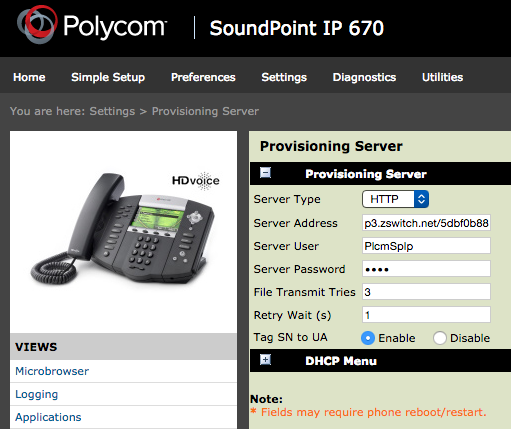 Polycom | SoundPoint IP 670
Home Simple Setup Preferences Settings Diagnostics Utilities
You are here: Settings > Provisioning Server
HDvoice
VIEWS
Microbrowser
Logging
Applications
Provisioning Server
Provisioning Server
Server Type HTTP
Server Address p3.zswitch.net/5dbf0b88
Server User PlcmSpIp
Server Password ••••
File Transmit Tries 3
Retry Wait (s) 1
Tag SN to UA Enable Disable
DHCP Menu
Note:
* Fields may require phone reboot/restart.